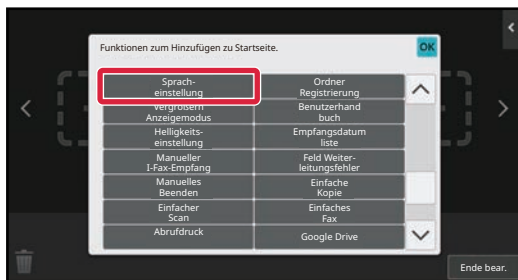 Funktionen zum Hinzufügen zu Startseite.
OK
Sprach-
einstellung
Ordner
Registrierung
Vergrößern
Anzeigemodus
Benutzerhand
buch
Helligkeits-
einstellung
Empfangsdatum
liste
Manueller
I-Fax-Empfang
Feld Weiter-
leitungsfehler
Manuelles
Beenden
Einfache
Kopie
Einfacher
Scan
Einfaches
Fax
Abrufdruck
Google Drive
Ende bear.